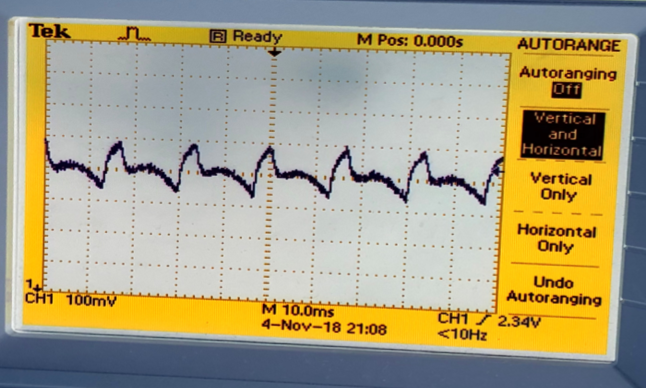 Tek
R Ready
M Pos: 0.000s
AUTORANGE
Autoranging
Off
Vertical
and
Horizontal
Vertical
Only
Horizontal
Only
Undo
Autoranging
1
CH1 100mV
M 10.0ms
CH1 2.34V
4-Nov-18 21:08
<10Hz